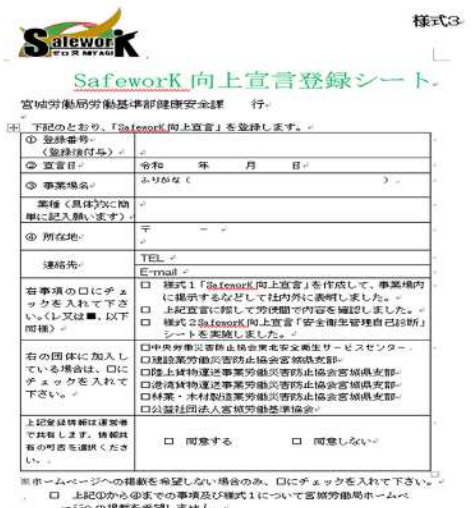 SafeworK
ゼロ災 MIYAGI
様式3
SafeworK 向上宣言登録シート
宮城労働局労働基準部健康安全課 行
下記のとおり、「SafeworK 向上宣言」を登録します。
① 登録番号
(登録後付与)
② 宣言日
令和 年 月 日
③ 事業場名
ふりがな ( )
業種(具体的に簡
単に記入願います)
④ 所在地
〒 -
連絡先
TEL
E-mail
右事項の口にチェ
ックを入れて下さ
い。(レ又は■、以下
同様)
□ 様式1「SafeworK 向上宣言」を作成して、事業場内
に掲示するなどして社内外に表明しました。
□ 上記宣言に際して労使間で内容を確認しました。
□ 様式2 SafeworK 向上宣言「安全衛生管理自己診断」
シートを実施しました。
右の団体に加入し
ている場合は、口に
チェックを入れて
下さい。
□中央労働災害防止協会東北安全衛生サービスセンター
□建設業労働災害防止協会宮城県支部
□陸上貨物運送事業労働災害防止協会宮城県支部
□港湾貨物運送事業労働災害防止協会宮城県支部
□林業・木材製造業労働災害防止協会宮城県支部
□公益社団法人宮城労働基準協会
上記登録情報は運営者
で共有します。情報共
有の可否を選択くださ
い。
□ 同意する □ 同意しない
※ホームページへの掲載を希望しない場合のみ、口にチェックを入れて下さい。
□ 上記①から④までの事項及び様式1について宮城労働局ホームペ
ージへの掲載を希望しません。